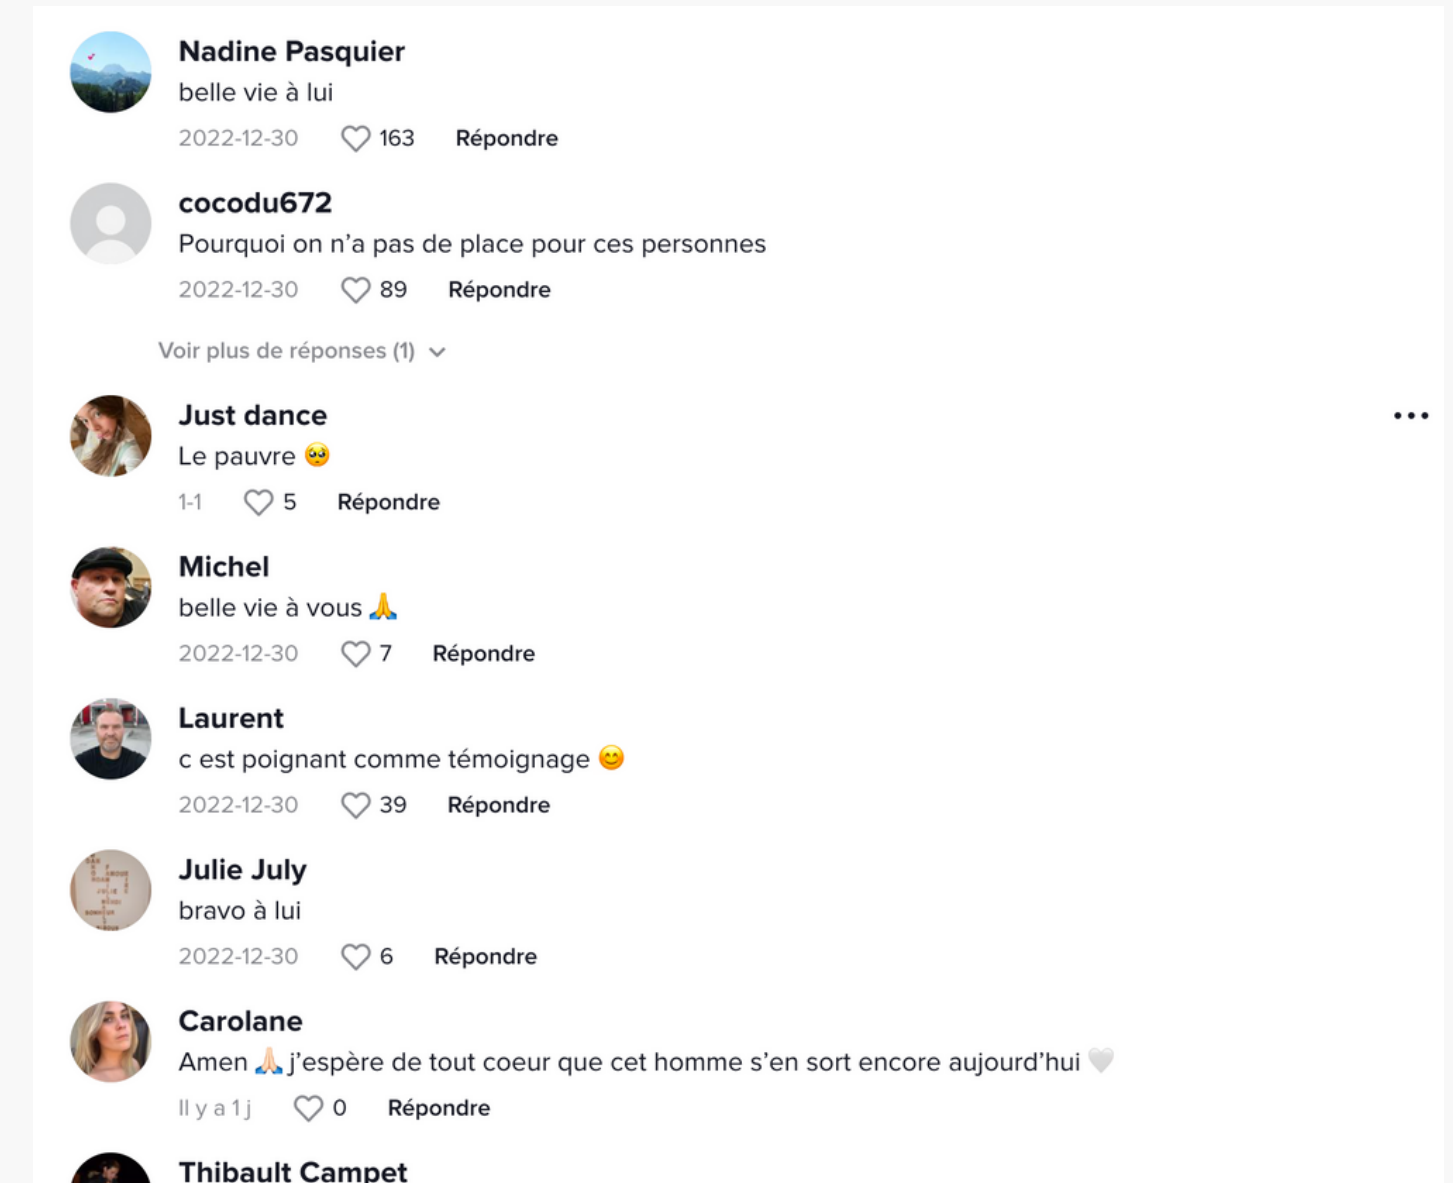 Nadine Pasquier
belle vie à lui
2022-12-30 163 Répondre
cocodu672
Pourquoi on n’a pas de place pour ces personnes
2022-12-30 89 Répondre
Voir plus de réponses (1)
Just dance
Le pauvre 🥺
1-1 5 Répondre
Michel
belle vie à vous 🙏
2022-12-30 7 Répondre
Laurent
c est poignant comme témoignage 😊
2022-12-30 39 Répondre
Julie July
bravo à lui
2022-12-30 6 Répondre
Carolane
Amen 🙏🏻 j’espère de tout coeur que cet homme s’en sort encore aujourd’hui 🤍
Il y a 1 j 0 Répondre
Thibault Campet